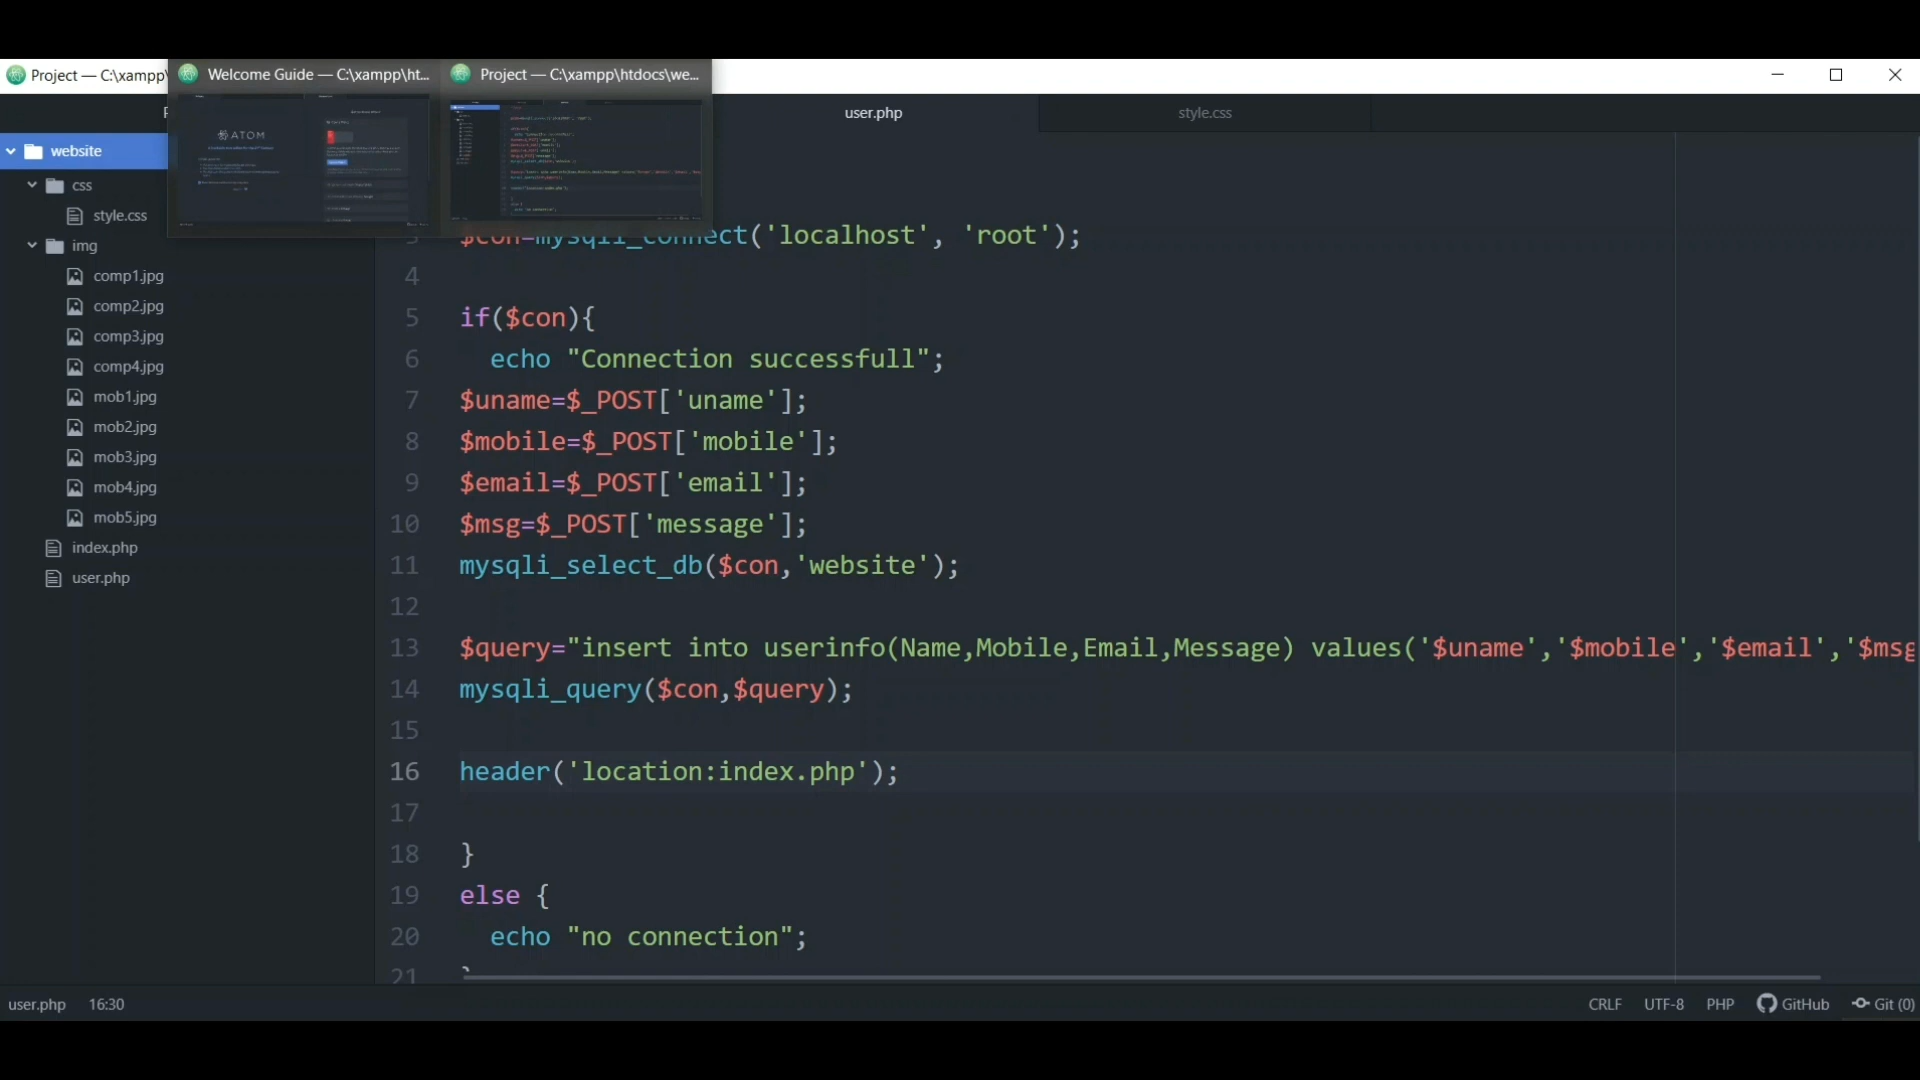 Project — C:\xampp\
Welcome Guide — C:\xampp\ht...
Project — C:\xampp\htdocs\we...
user.php
style.css
ATOM
website
css
style.css
img
comp1.jpg
comp2.jpg
comp3.jpg
comp4.jpg
mob1.jpg
mob2.jpg
mob3.jpg
mob4.jpg
mob5.jpg
index.php
user.php
3 $con=mysqli_connect('localhost', 'root');
4
5 if($con){
6 echo "Connection successfull";
7 $uname=$_POST['uname'];
8 $mobile=$_POST['mobile'];
9 $email=$_POST['email'];
10 $msg=$_POST['message'];
11 mysqli_select_db($con,'website');
12
13 $query="insert into userinfo(Name,Mobile,Email,Message) values('$uname','$mobile','$email','$msg
14 mysqli_query($con,$query);
15
16 header('location:index.php');
17
18 }
19 else {
20 echo "no connection";
21 }
user.php 16:30
CRLF UTF-8 PHP GitHub Git (0)